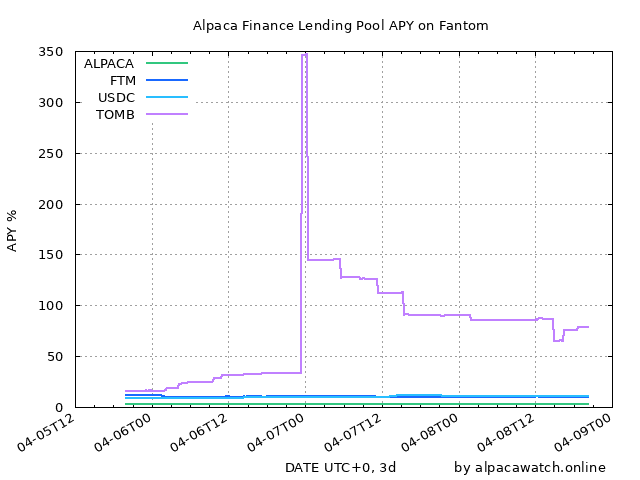 Alpaca Finance Lending Pool APY on Fantom
350
300
250
200
150
100
50
0
APY %
ALPACA
FTM
USDC
TOMB
04-05T12
04-06T00
04-06T12
04-07T00
04-07T12
04-08T00
04-08T12
04-09T00
DATE UTC+0, 3d
by alpacawatch.online